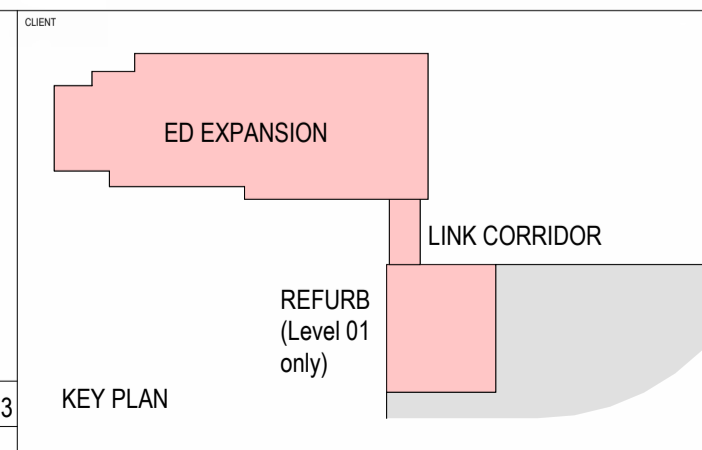 CLIENT
ED EXPANSION
LINK CORRIDOR
REFURB
(Level 01
only)
KEY PLAN
3